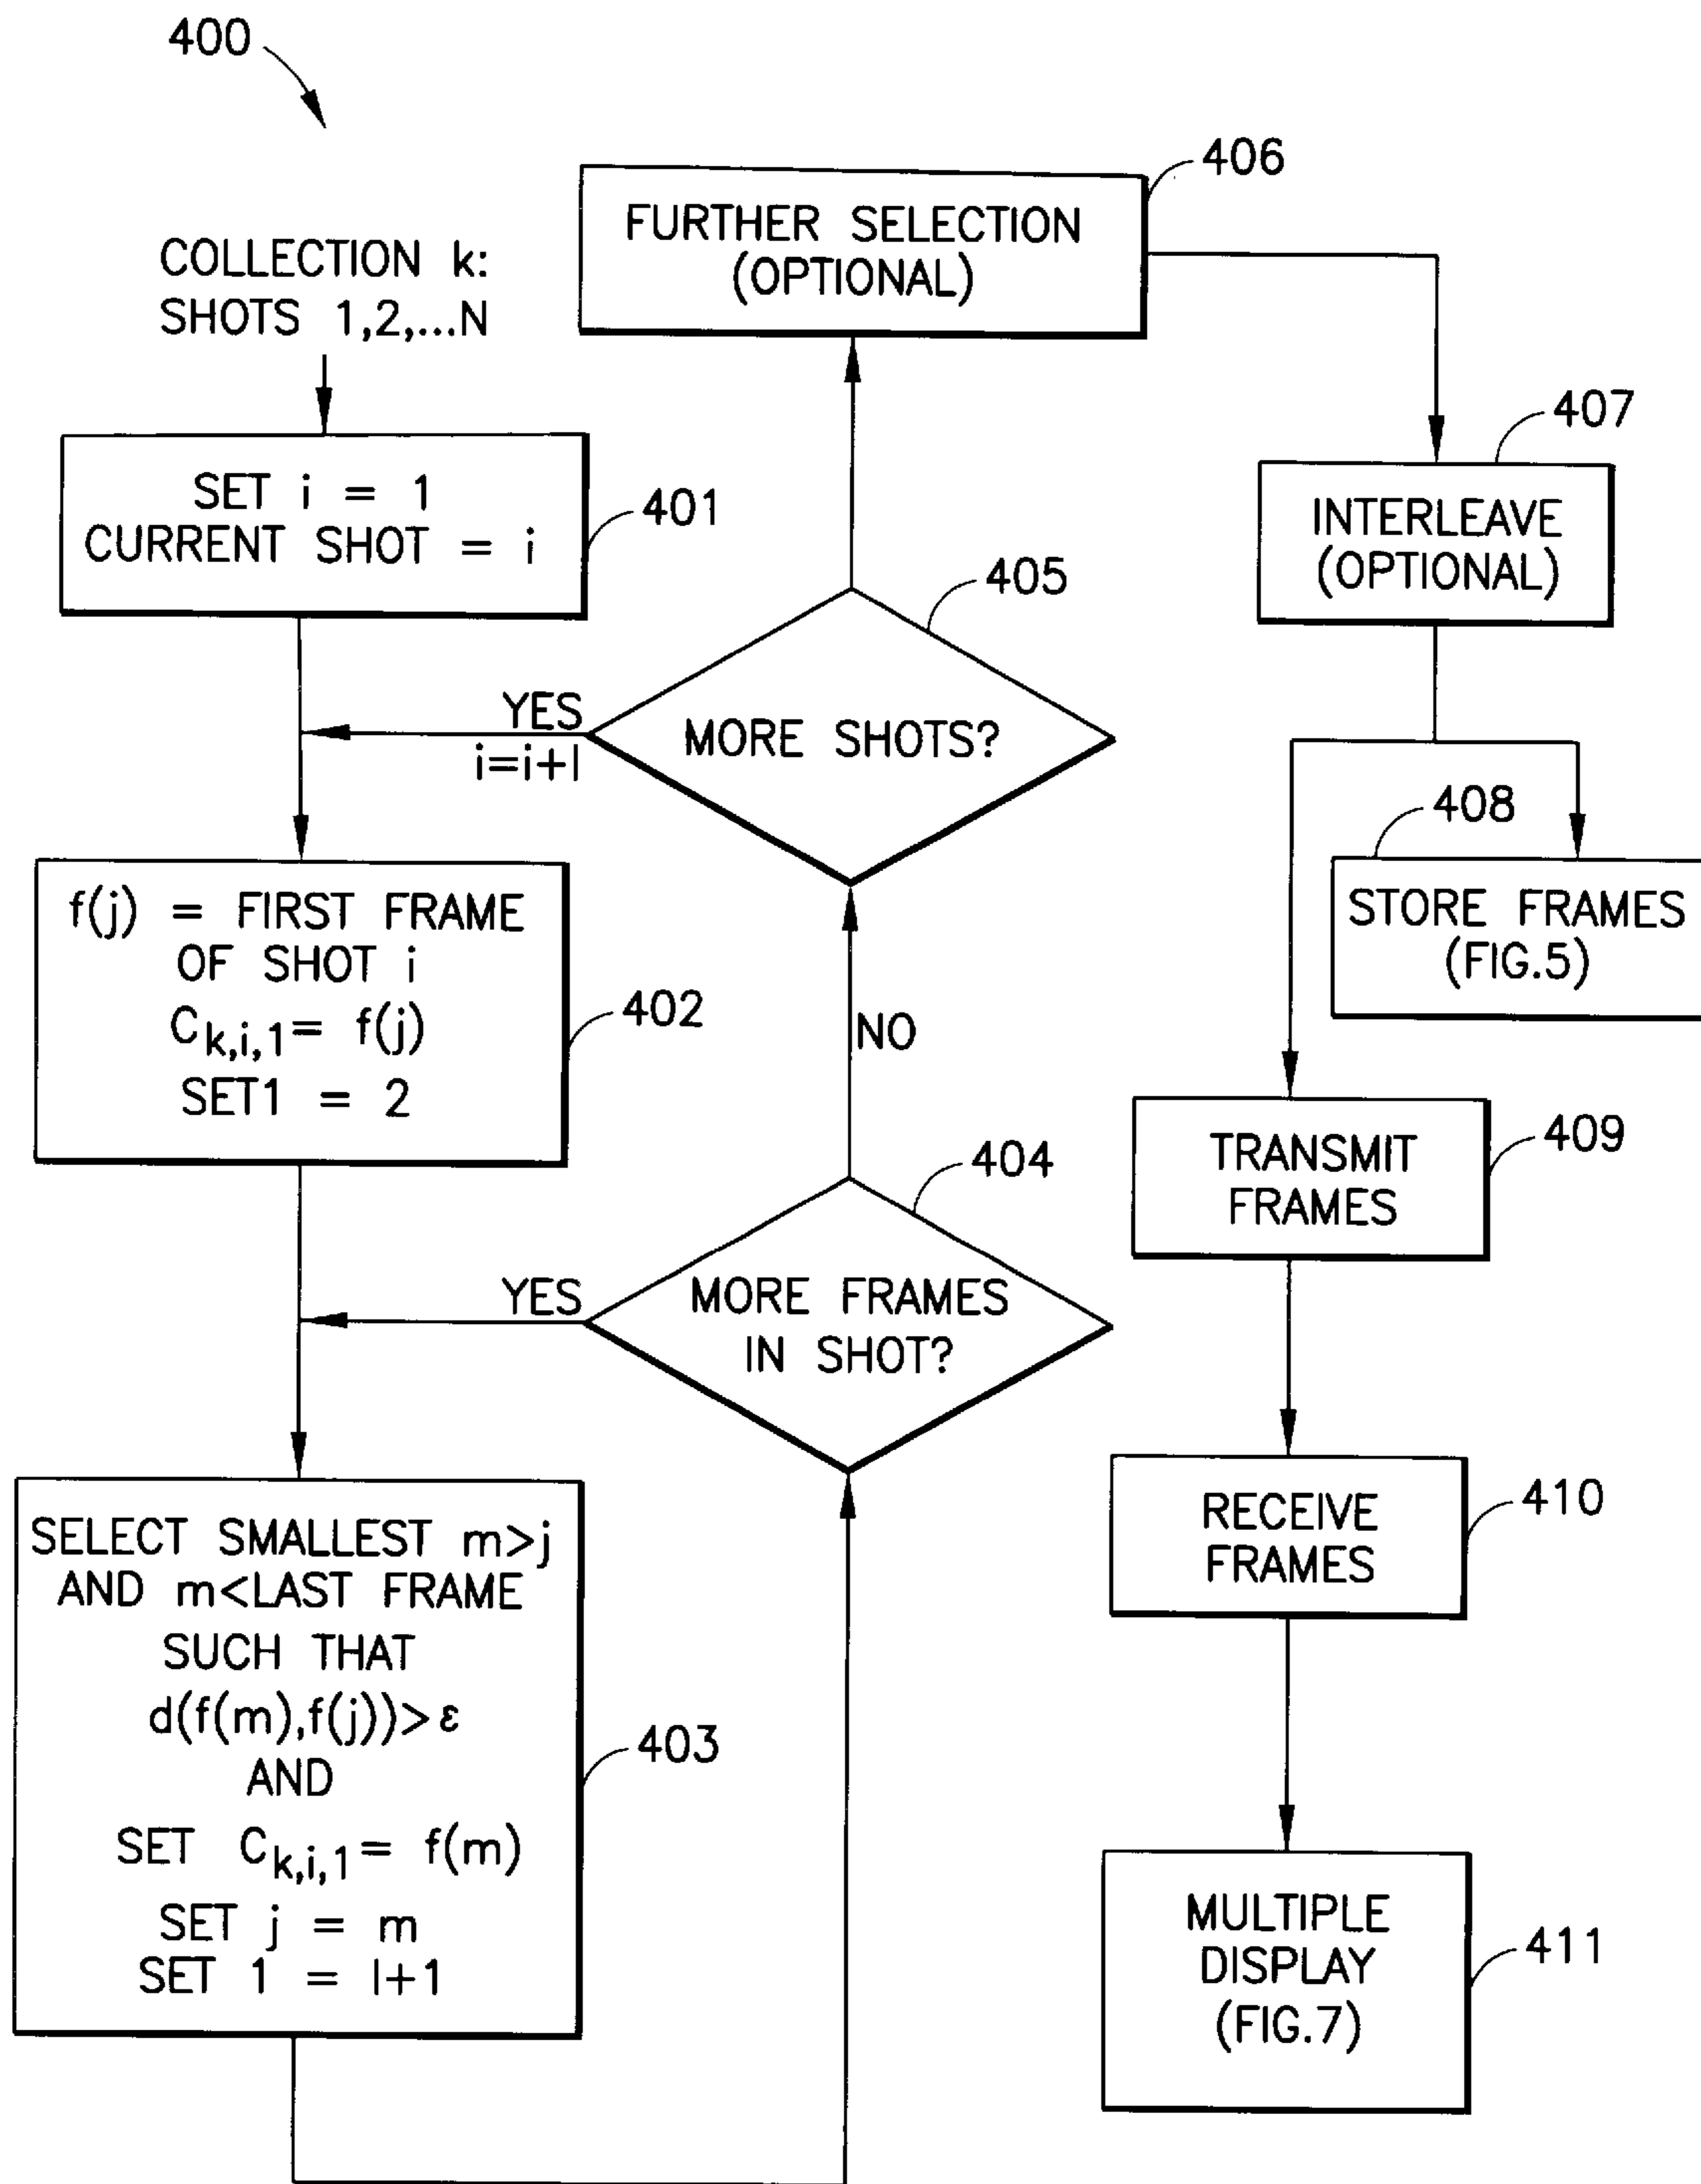 400
COLLECTION k:
SHOTS 1,2,...N
SET i = 1
CURRENT SHOT = i
401
f(j) = FIRST FRAME
OF SHOT i
C k,i,1 = f(j)
SET1 = 2
402
SELECT SMALLEST m>j
AND m<LAST FRAME
SUCH THAT
d(f(m),f(j))>ε
AND
SET C k,i,1 = f(m)
SET j = m
SET 1 = l+1
403
MORE FRAMES
IN SHOT?
404
YES
NO
MORE SHOTS?
405
YES
i=i+l
FURTHER SELECTION
(OPTIONAL)
406
INTERLEAVE
(OPTIONAL)
407
408
STORE FRAMES
(FIG.5)
TRANSMIT
FRAMES
409
RECEIVE
FRAMES
410
MULTIPLE
DISPLAY
(FIG.7)
411